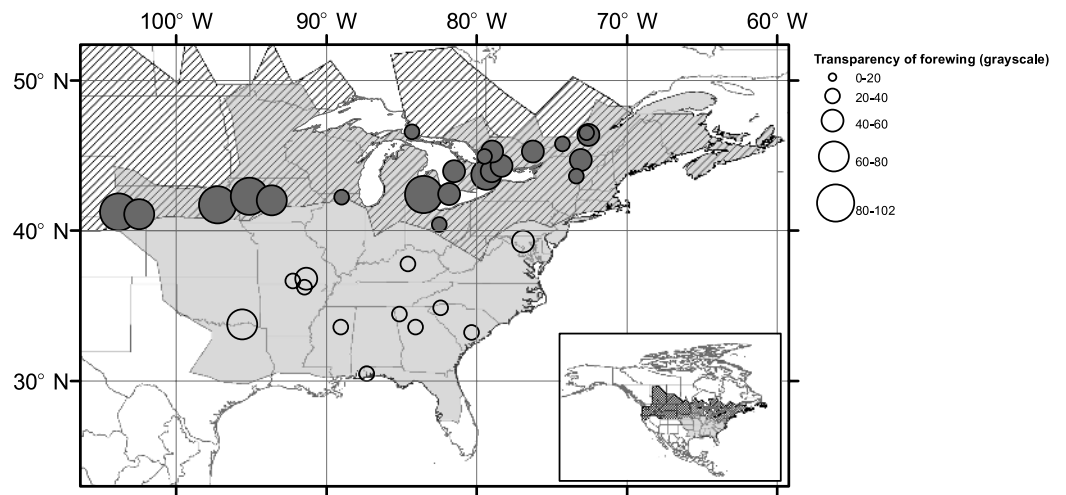 100° W 90° W 80° W 70° W 60° W
Transparency of forewing (grayscale)
0-20
20-40
40-60
60-80
80-102
50° N
40° N
30° N